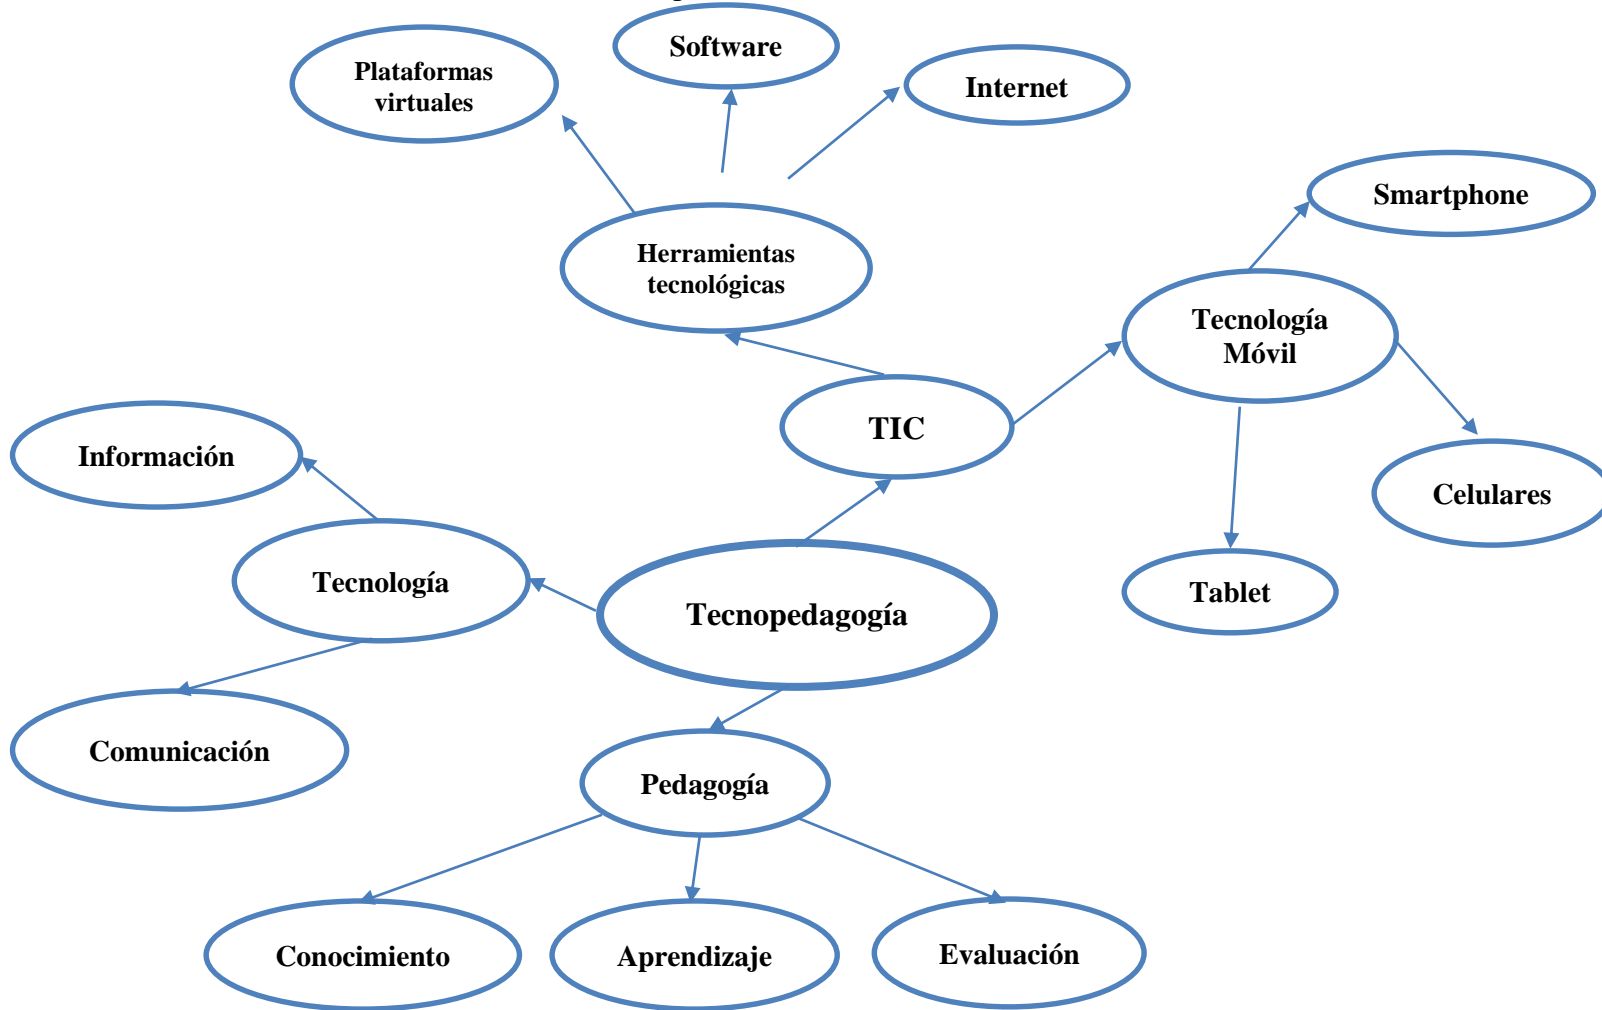 Software
Plataformas
virtuales
Internet
Smartphone
Herramientas
tecnológicas
Tecnología
Móvil
TIC
Información
Celulares
Tecnología
Tablet
Tecnopedagogía
Comunicación
Pedagogía
Conocimiento
Aprendizaje
Evaluación